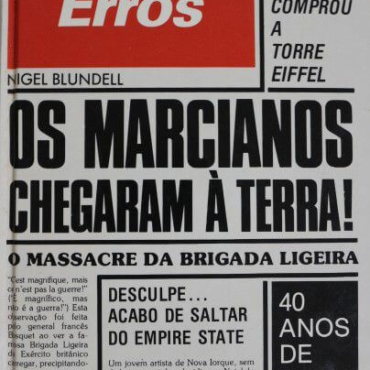 Erros
COMPROU
A
TORRE
EIFFEL
NIGEL BLUNDELL
OS MARCIANOS
CHEGARAM À TERRA!
O MASSACRE DA BRIGADA LIGEIRA
"C'est magnifique, mais
n'est pas la guerre!"
("É magnífico, mas
não é a guerra!") Esta
observação foi feita
pelo general francês
Bisquet ao ver a fa-
mosa Brigada Ligeira
do Exército britânico
chegar, precipitando-
DESCULPE...
ACABO DE SALTAR
DO EMPIRE STATE
Um jovem artista de Nova Iorque, sem
40
ANOS
DE